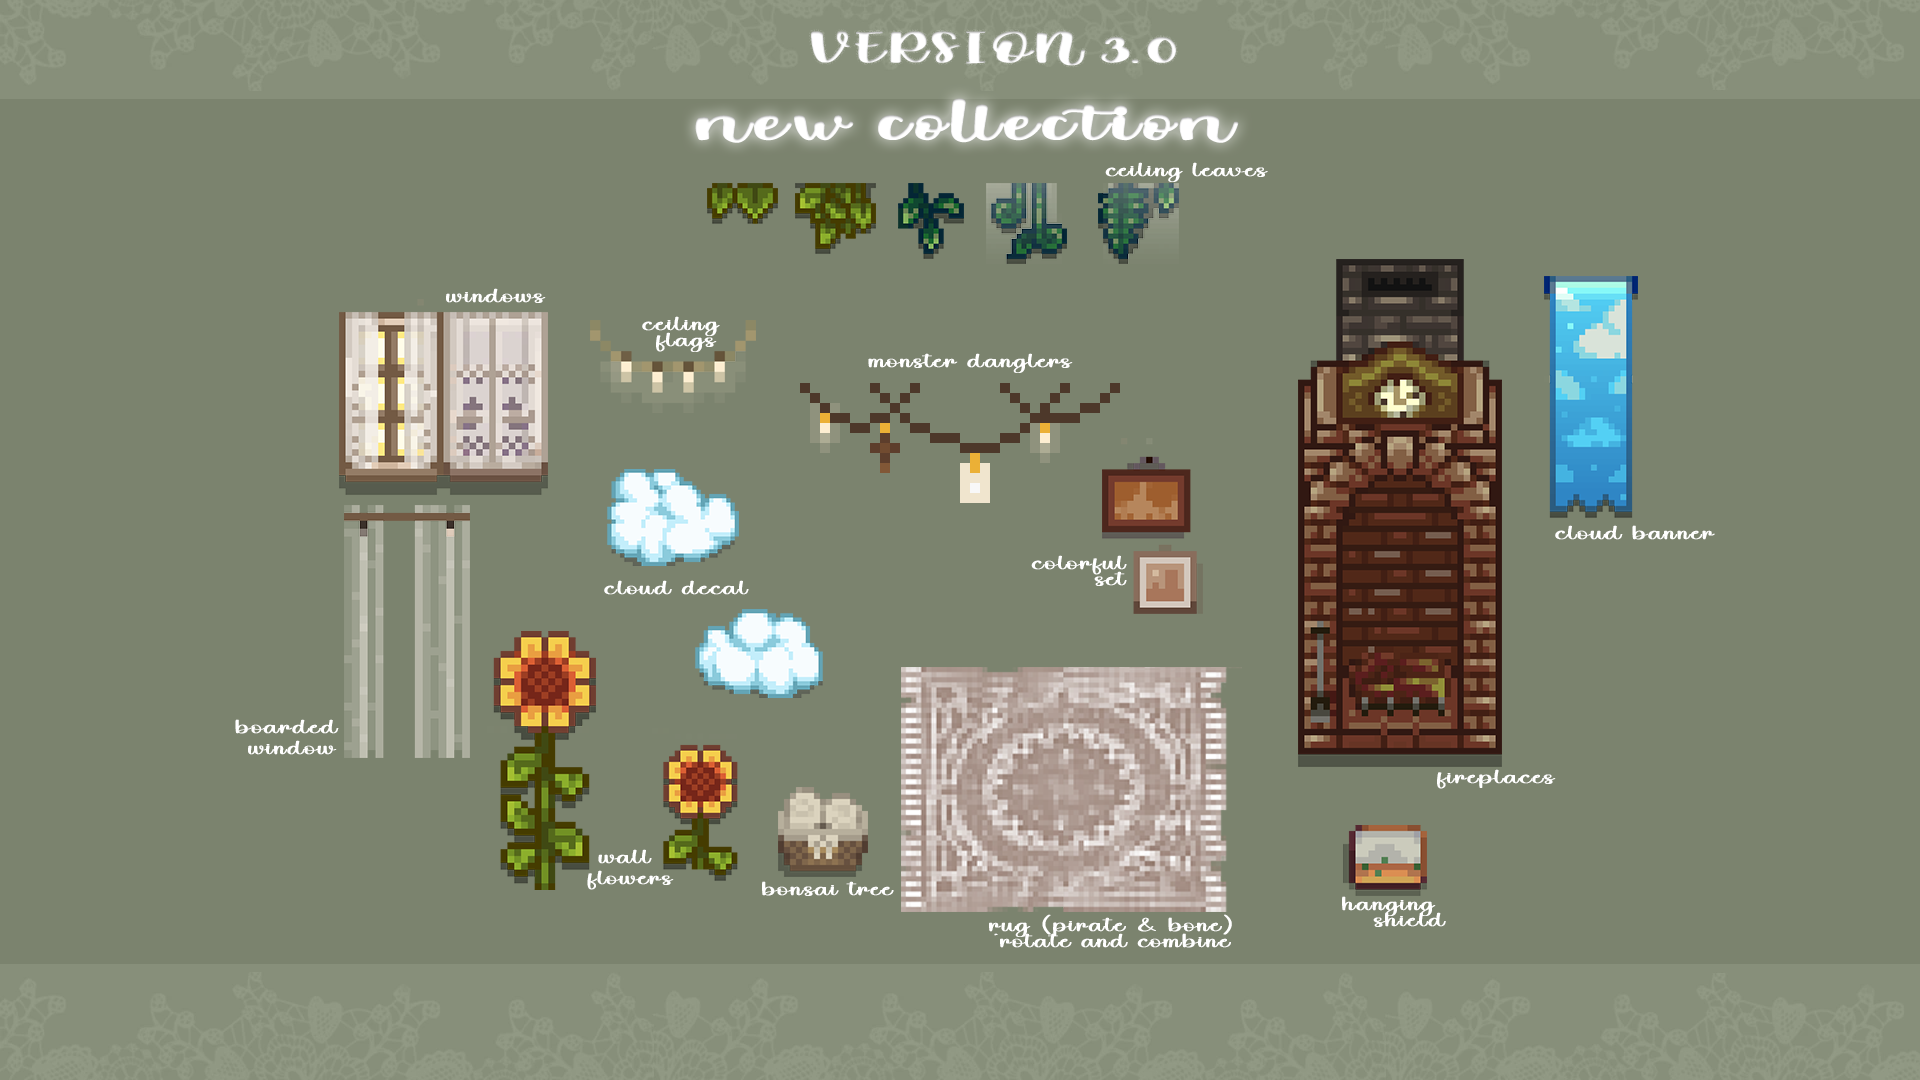 VERSION 3.0
new collection
ceiling leaves
windows
ceiling
flags
monster danglers
cloud banner
colorful
set
cloud decal
boarded
window
fireplaces
wall
flowers
bonsai tree
hanging
shield
rug (pirate & bone)
rotate and combine